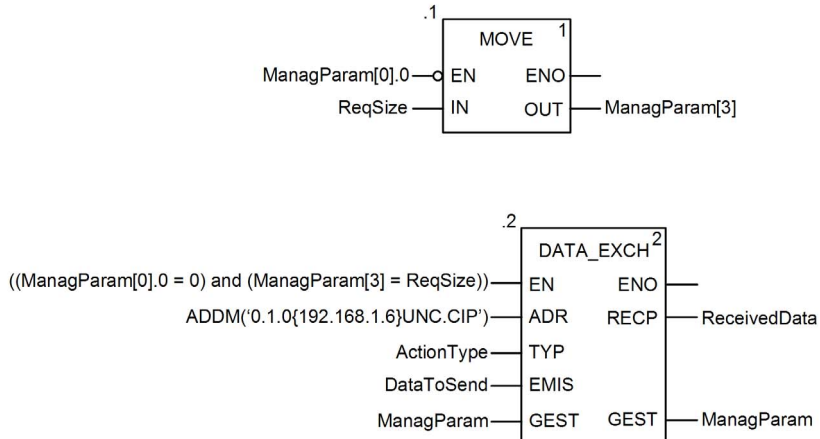 .1
MOVE 1
ManagParam[0].0 EN ENO
ReqSize IN OUT ManagParam[3]
.2
DATA_EXCH 2
((ManagParam[0].0 = 0) and (ManagParam[3] = ReqSize)) EN ENO
ADDM(‘0.1.0{192.168.1.6}UNC.CIP’) ADR RECP ReceivedData
ActionType TYP
DataToSend EMIS
ManagParam GEST GEST ManagParam